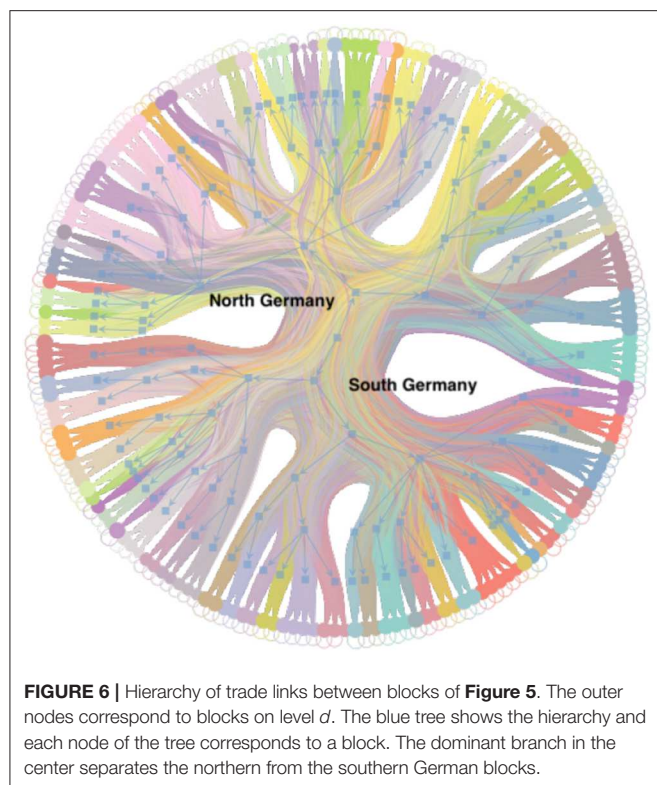 North Germany
South Germany
FIGURE 6 | Hierarchy of trade links between blocks of Figure 5. The outer
nodes correspond to blocks on level d. The blue tree shows the hierarchy and
each node of the tree corresponds to a block. The dominant branch in the
center separates the northern from the southern German blocks.